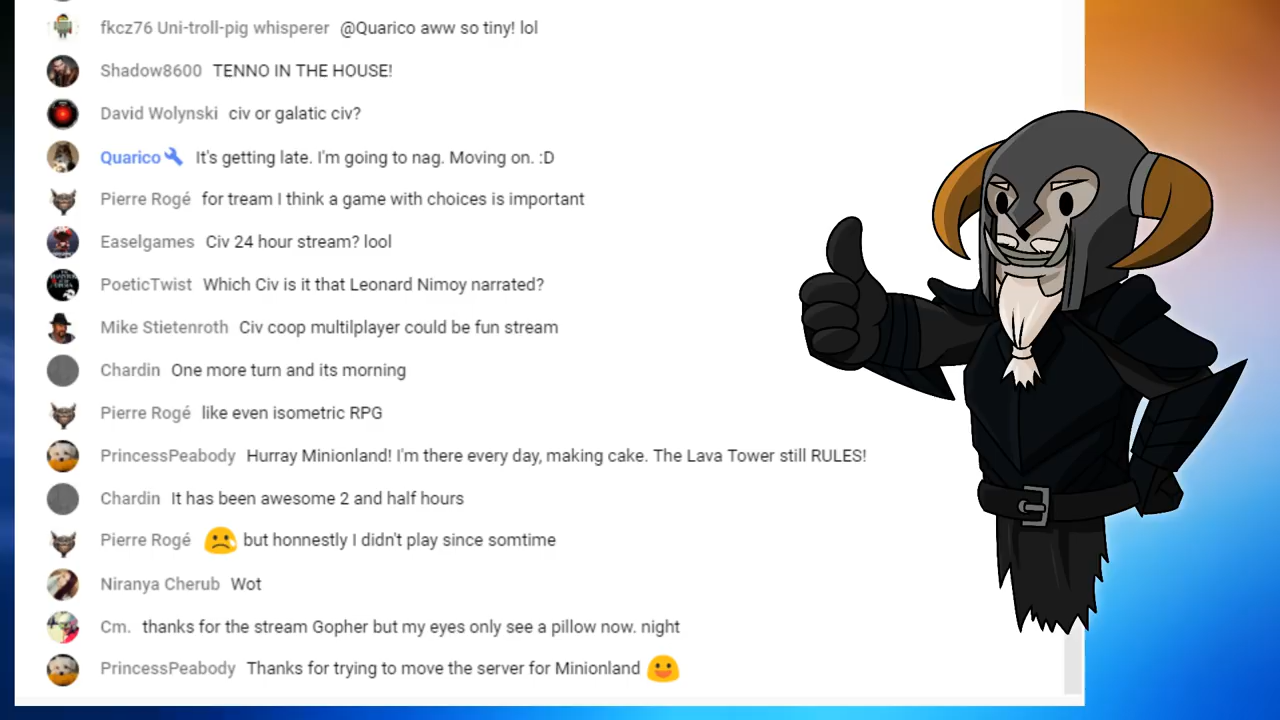 fkcz76 Uni-troll-pig whisperer @Quarico aww so tiny! lol
Shadow8600 TENNO IN THE HOUSE!
David Wolynski civ or galatic civ?
Quarico It's getting late. I'm going to nag. Moving on. :D
Pierre Rogé for tream I think a game with choices is important
Easelgames Civ 24 hour stream? lool
PoeticTwist Which Civ is it that Leonard Nimoy narrated?
Mike Stietenroth Civ coop multilplayer could be fun stream
Chardin One more turn and its morning
Pierre Rogé like even isometric RPG
PrincessPeabody Hurray Minionland! I'm there every day, making cake. The Lava Tower still RULES!
Chardin It has been awesome 2 and half hours
Pierre Rogé but honnestly I didn't play since somtime
Niranya Cherub Wot
Cm. thanks for the stream Gopher but my eyes only see a pillow now. night
PrincessPeabody Thanks for trying to move the server for Minionland